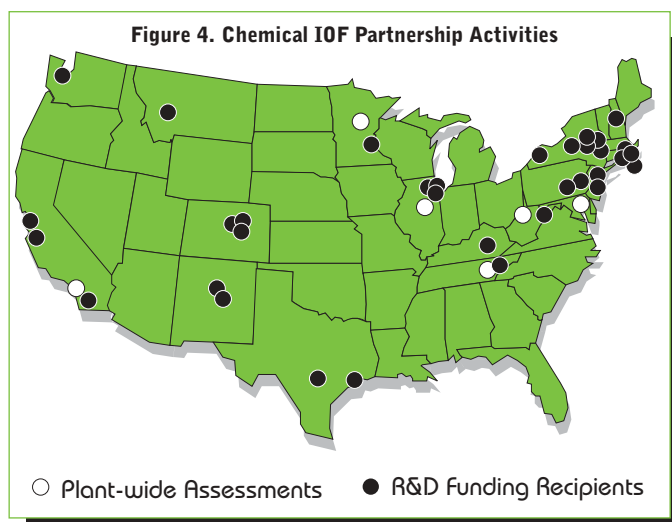 Figure 4. Chemical IOF Partnership Activities
Plant-wide Assessments R&D Funding Recipients